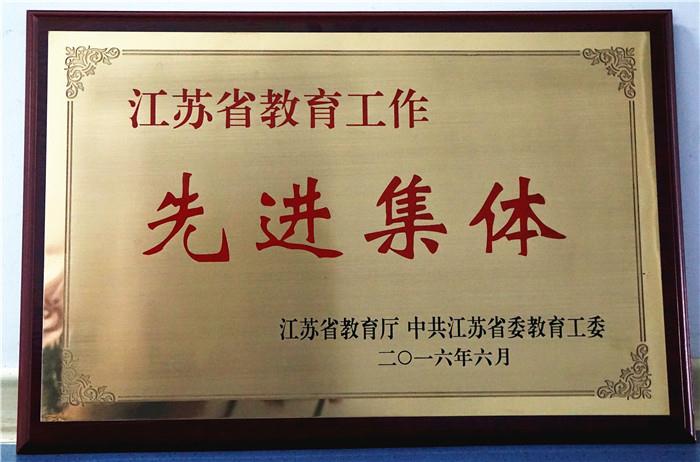 江苏省教育工作
先进集体
江苏省教育厅 中共江苏省委教育工委
二〇一六年六月